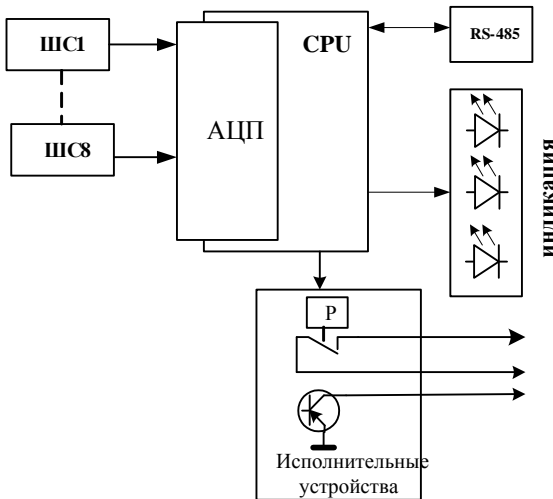 ШС1
CPU
RS-485
АЦП
ШС8
индикация
Р
Исполнительные
устройства